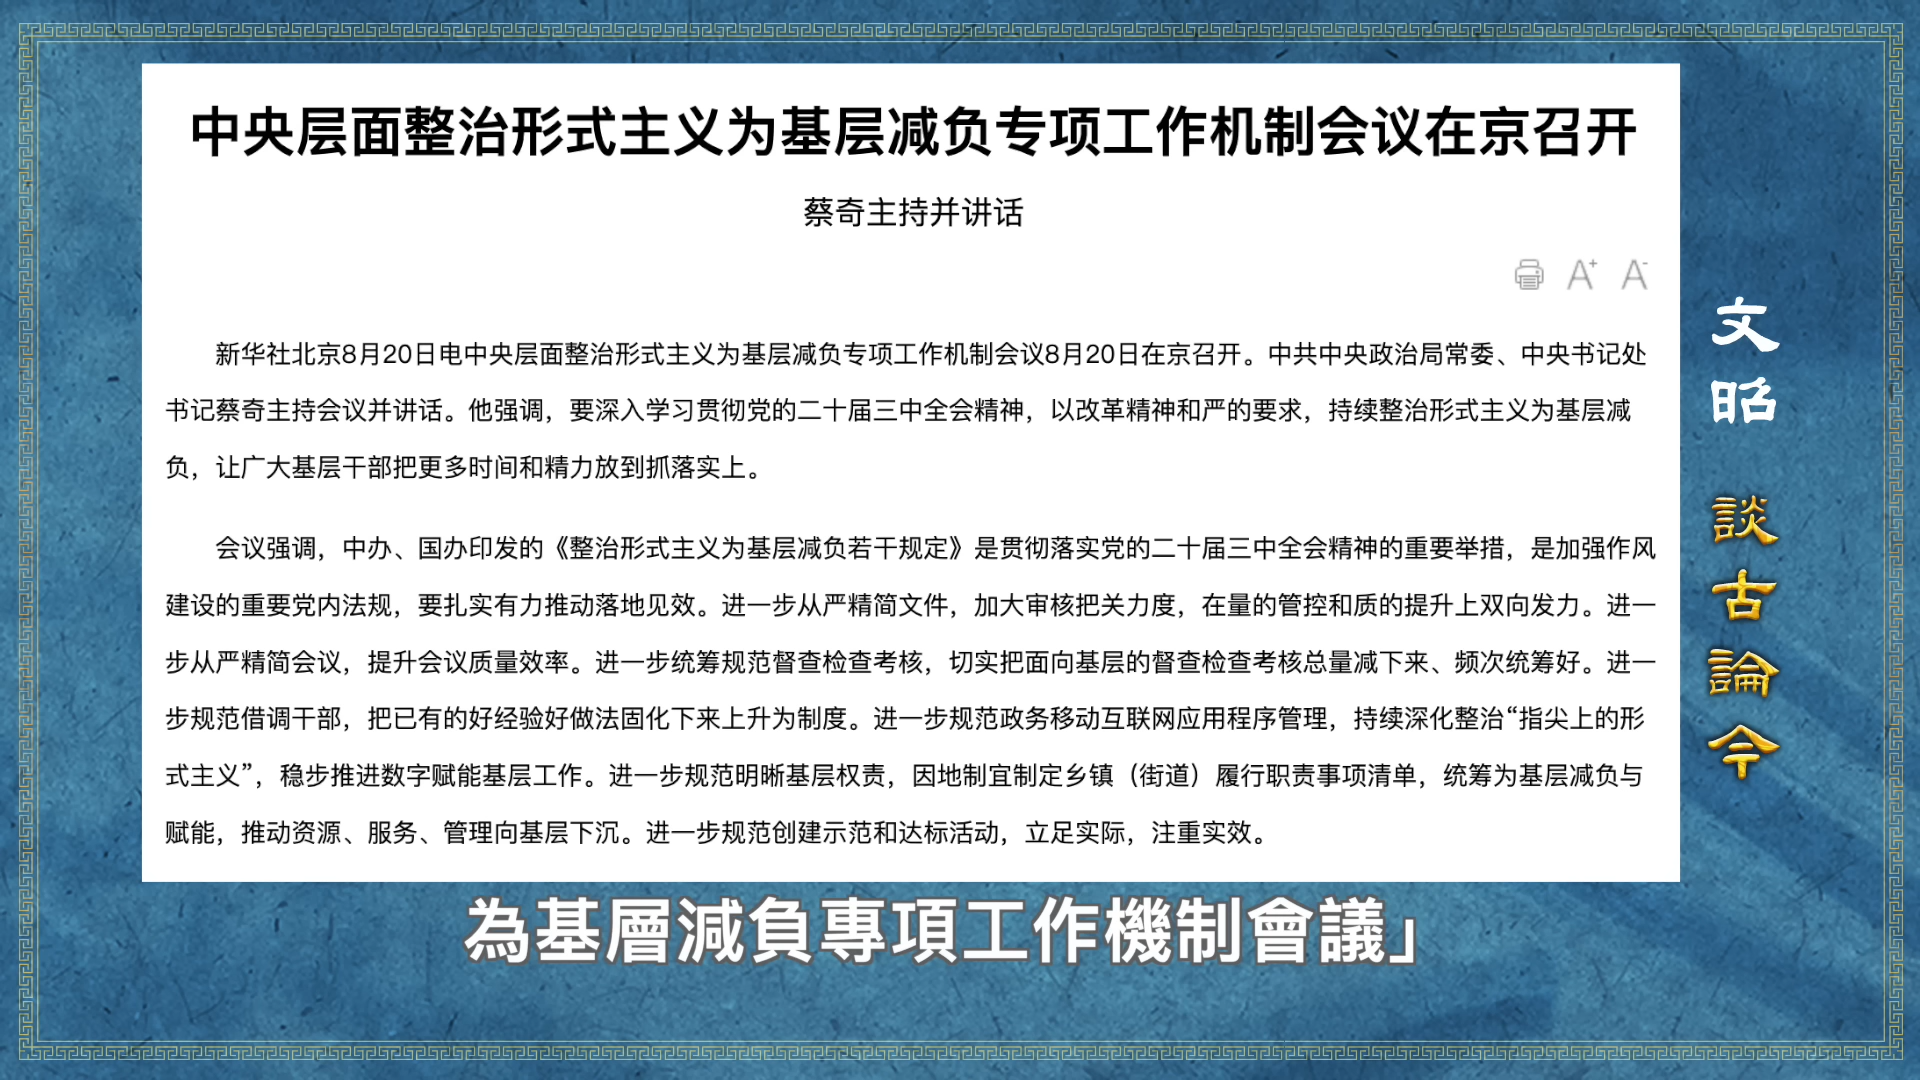 中央层面整治形式主义为基层减负专项工作机制会议在京召开
蔡奇主持并讲话
A+ A-
新华社北京8月20日电中央层面整治形式主义为基层减负专项工作机制会议8月20日在京召开。中共中央政治局常委、中央书记处
书记蔡奇主持会议并讲话。他强调，要深入学习贯彻党的二十届三中全会精神，以改革精神和严的要求，持续整治形式主义为基层减
负，让广大基层干部把更多时间和精力放到抓落实上。
会议强调，中办、国办印发的《整治形式主义为基层减负若干规定》是贯彻落实党的二十届三中全会精神的重要举措，是加强作风
建设的重要党内法规，要扎实有力推动落地见效。进一步从严精简文件，加大审核把关力度，在量的管控和质的提升上双向发力。进一
步从严精简会议，提升会议质量效率。进一步统筹规范督查检查考核，切实把面向基层的督查检查考核总量减下来、频次统筹好。进一
步规范借调干部，把已有的好经验好做法固化下来上升为制度。进一步规范政务移动互联网应用程序管理，持续深化整治“指尖上的形
式主义”，稳步推进数字赋能基层工作。进一步规范明晰基层权责，因地制宜制定乡镇（街道）履行职责事项清单，统筹为基层减负与
赋能，推动资源、服务、管理向基层下沉。进一步规范创建示范和达标活动，立足实际，注重实效。
為基層減負專項工作機制會議」
文昭
談古論今